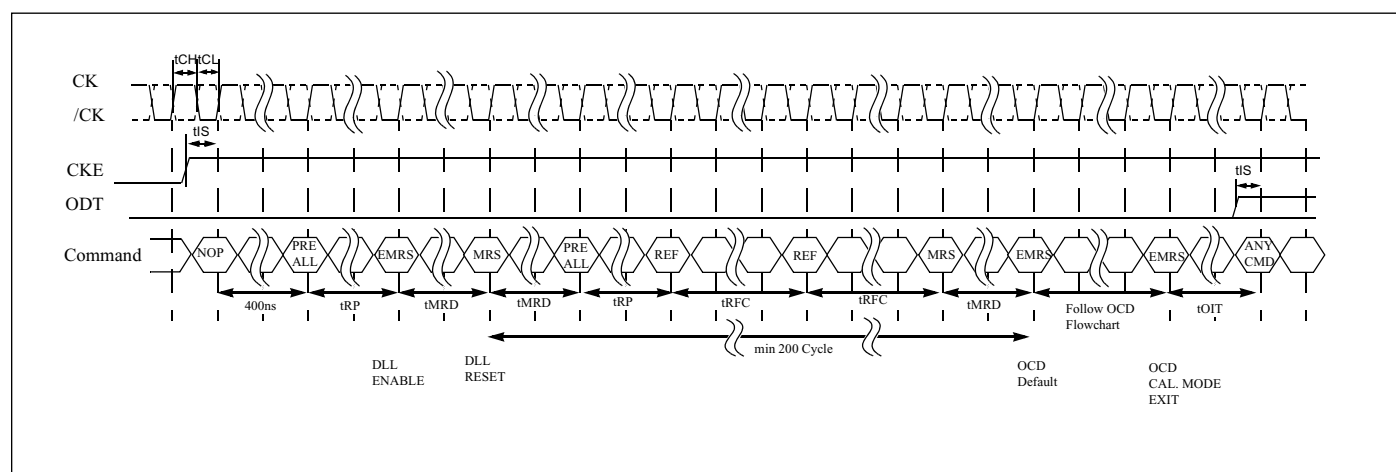 tCH tCL
CK
/CK
tIS
CKE
tIS
ODT
Command
NOP
PRE
ALL
EMRS
MRS
PRE
ALL
REF
REF
MRS
EMRS
EMRS
ANY
CMD
400ns
tRP
tMRD
tMRD
tRP
tRFC
tRFC
tMRD
Follow OCD
Flowchart
tOIT
min 200 Cycle
DLL
ENABLE
DLL
RESET
OCD
Default
OCD
CAL. MODE
EXIT